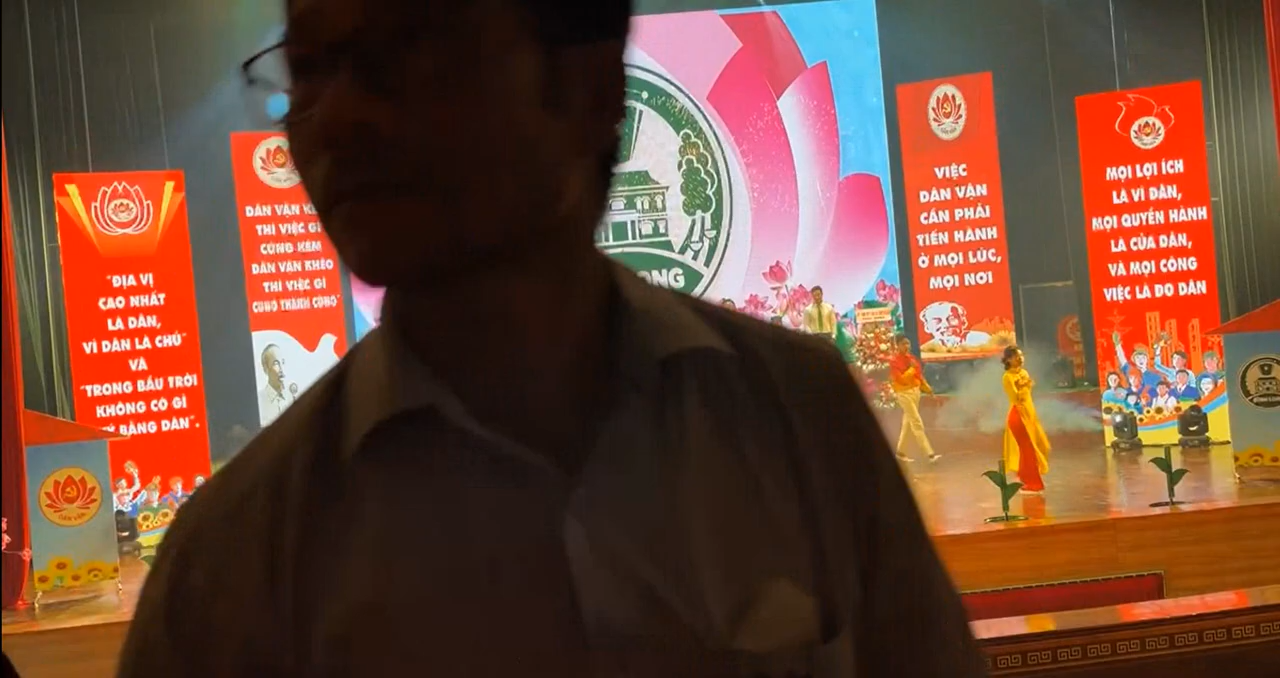 "ĐỊA VỊ
CAO NHẤT
LÀ DÂN,
VÌ DÂN LÀ CHỦ"
VÀ
"TRONG BẦU TRỜI
KHÔNG CÓ GÌ
BẰNG DÂN".
DÂN VẬN
DÂN VẬN
THÌ VIỆC GÌ
CŨNG KÉM
DÂN VẬN KHÉO
THÌ VIỆC GÌ
CŨNG THÀNH CÔNG"
LONG
VIỆC
DÂN VẬN
CẦN PHẢI
TIẾN HÀNH
Ở MỌI LÚC,
MỌI NƠI
MỌI LỢI ÍCH
LÀ VÌ DÂN,
MỌI QUYỀN HÀNH
LÀ CỦA DÂN,
VÀ MỌI CÔNG
VIỆC LÀ DO DÂN